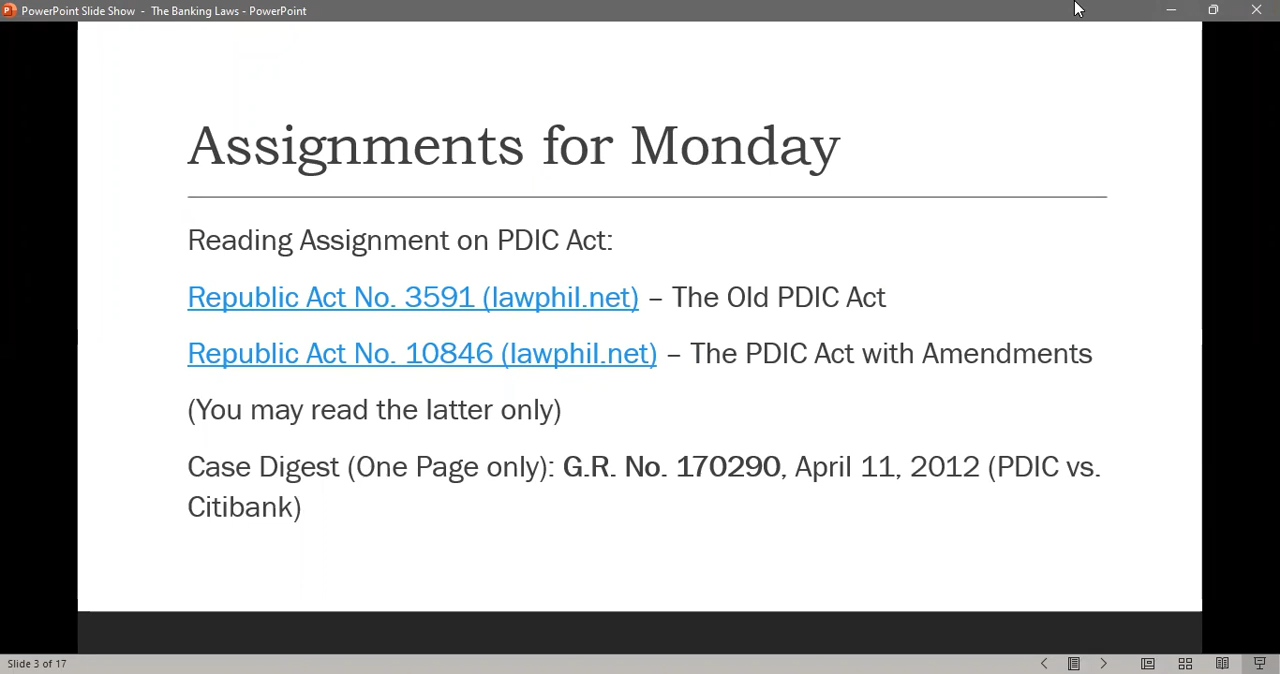 PowerPoint Slide Show - The Banking Laws - PowerPoint
Assignments for Monday
Reading Assignment on PDIC Act:
Republic Act No. 3591 (lawphil.net) – The Old PDIC Act
Republic Act No. 10846 (lawphil.net) – The PDIC Act with Amendments
(You may read the latter only)
Case Digest (One Page only): G.R. No. 170290, April 11, 2012 (PDIC vs.
Citibank)
Slide 3 of 17